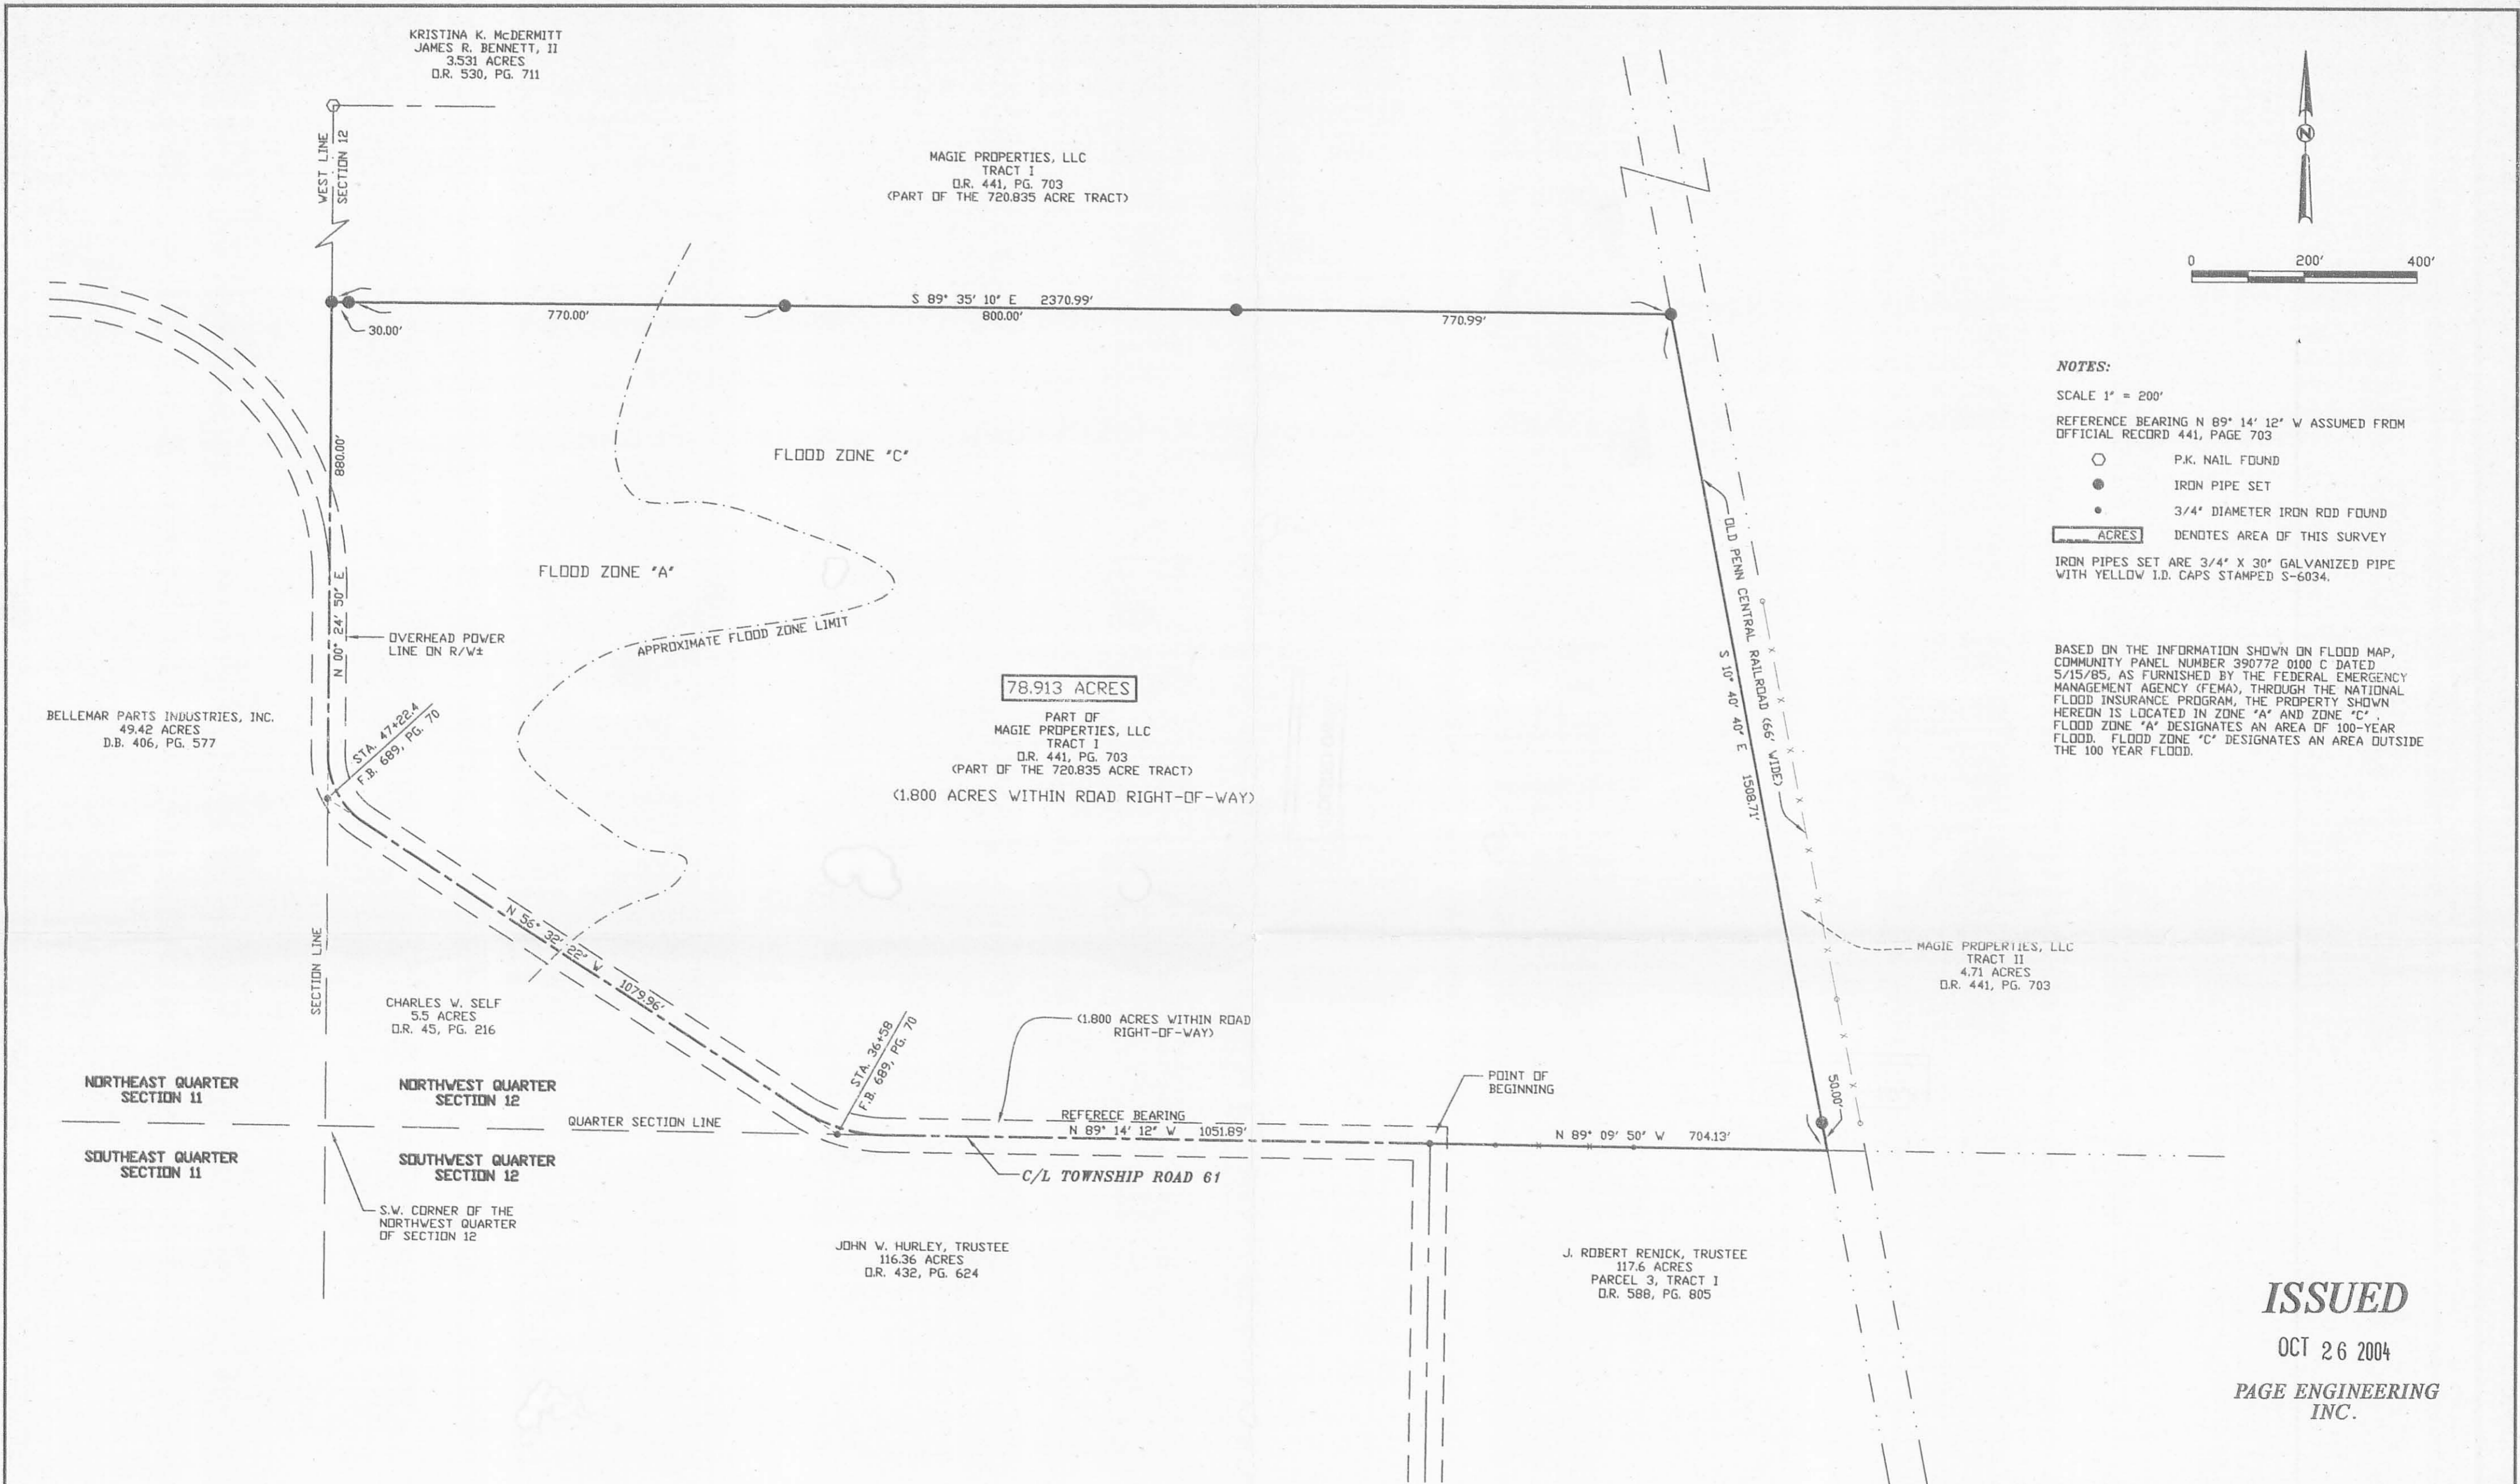 KRISTINA K. McDERMITT
JAMES R. BENNETT, II
3.531 ACRES
O.R. 530, PG. 711
WEST LINE
SECTION 12
MAGIE PROPERTIES, LLC
TRACT I
O.R. 441, PG. 703
(PART OF THE 720.835 ACRE TRACT)
N
0 200' 400'
S 89° 35' 10" E 2370.99'
30.00'
770.00'
800.00'
770.99'
NOTES:
SCALE 1" = 200'
REFERENCE BEARING N 89° 14' 12" W ASSUMED FROM
OFFICIAL RECORD 441, PAGE 703
P.K. NAIL FOUND
IRON PIPE SET
3/4" DIAMETER IRON ROD FOUND
ACRES DENOTES AREA OF THIS SURVEY
IRON PIPES SET ARE 3/4" X 30" GALVANIZED PIPE
WITH YELLOW I.D. CAPS STAMPED S-6034.
BASED ON THE INFORMATION SHOWN ON FLOOD MAP,
COMMUNITY PANEL NUMBER 390772 0100 C DATED
5/15/85, AS FURNISHED BY THE FEDERAL EMERGENCY
MANAGEMENT AGENCY (FEMA), THROUGH THE NATIONAL
FLOOD INSURANCE PROGRAM, THE PROPERTY SHOWN
HEREON IS LOCATED IN ZONE "A" AND ZONE "C" .
FLOOD ZONE "A" DESIGNATES AN AREA OF 100-YEAR
FLOOD. FLOOD ZONE "C" DESIGNATES AN AREA OUTSIDE
THE 100 YEAR FLOOD.
880.00'
N 00° 24' 50" E
FLOOD ZONE "C"
FLOOD ZONE "A"
OVERHEAD POWER
LINE ON R/W±
APPROXIMATE FLOOD ZONE LIMIT
OLD PENN CENTRAL RAILROAD (66' WIDE)
S 10° 40' 40" E 1508.71'
78.913 ACRES
PART OF
MAGIE PROPERTIES, LLC
TRACT I
O.R. 441, PG. 703
(PART OF THE 720.835 ACRE TRACT)
(1.800 ACRES WITHIN ROAD RIGHT-OF-WAY)
BELLEMAR PARTS INDUSTRIES, INC.
49.42 ACRES
D.B. 406, PG. 577
STA. 47+22.4
F.B. 689, PG. 70
SECTION LINE
N 56° 32' 22" W 1079.96'
CHARLES W. SELF
5.5 ACRES
O.R. 45, PG. 216
MAGIE PROPERTIES, LLC
TRACT II
4.71 ACRES
O.R. 441, PG. 703
STA. 36+58
F.B. 689, PG. 70
(1.800 ACRES WITHIN ROAD
RIGHT-OF-WAY)
POINT OF
BEGINNING
50.00'
NORTHEAST QUARTER
SECTION 11
NORTHWEST QUARTER
SECTION 12
QUARTER SECTION LINE
REFERECE BEARING
N 89° 14' 12" W 1051.89'
N 89° 09' 50" W 704.13'
SOUTHEAST QUARTER
SECTION 11
SOUTHWEST QUARTER
SECTION 12
C/L TOWNSHIP ROAD 61
S.W. CORNER OF THE
NORTHWEST QUARTER
OF SECTION 12
JOHN W. HURLEY, TRUSTEE
116.36 ACRES
O.R. 432, PG. 624
J. ROBERT RENICK, TRUSTEE
117.6 ACRES
PARCEL 3, TRACT I
O.R. 588, PG. 805
ISSUED
OCT 26 2004
PAGE ENGINEERING
INC.